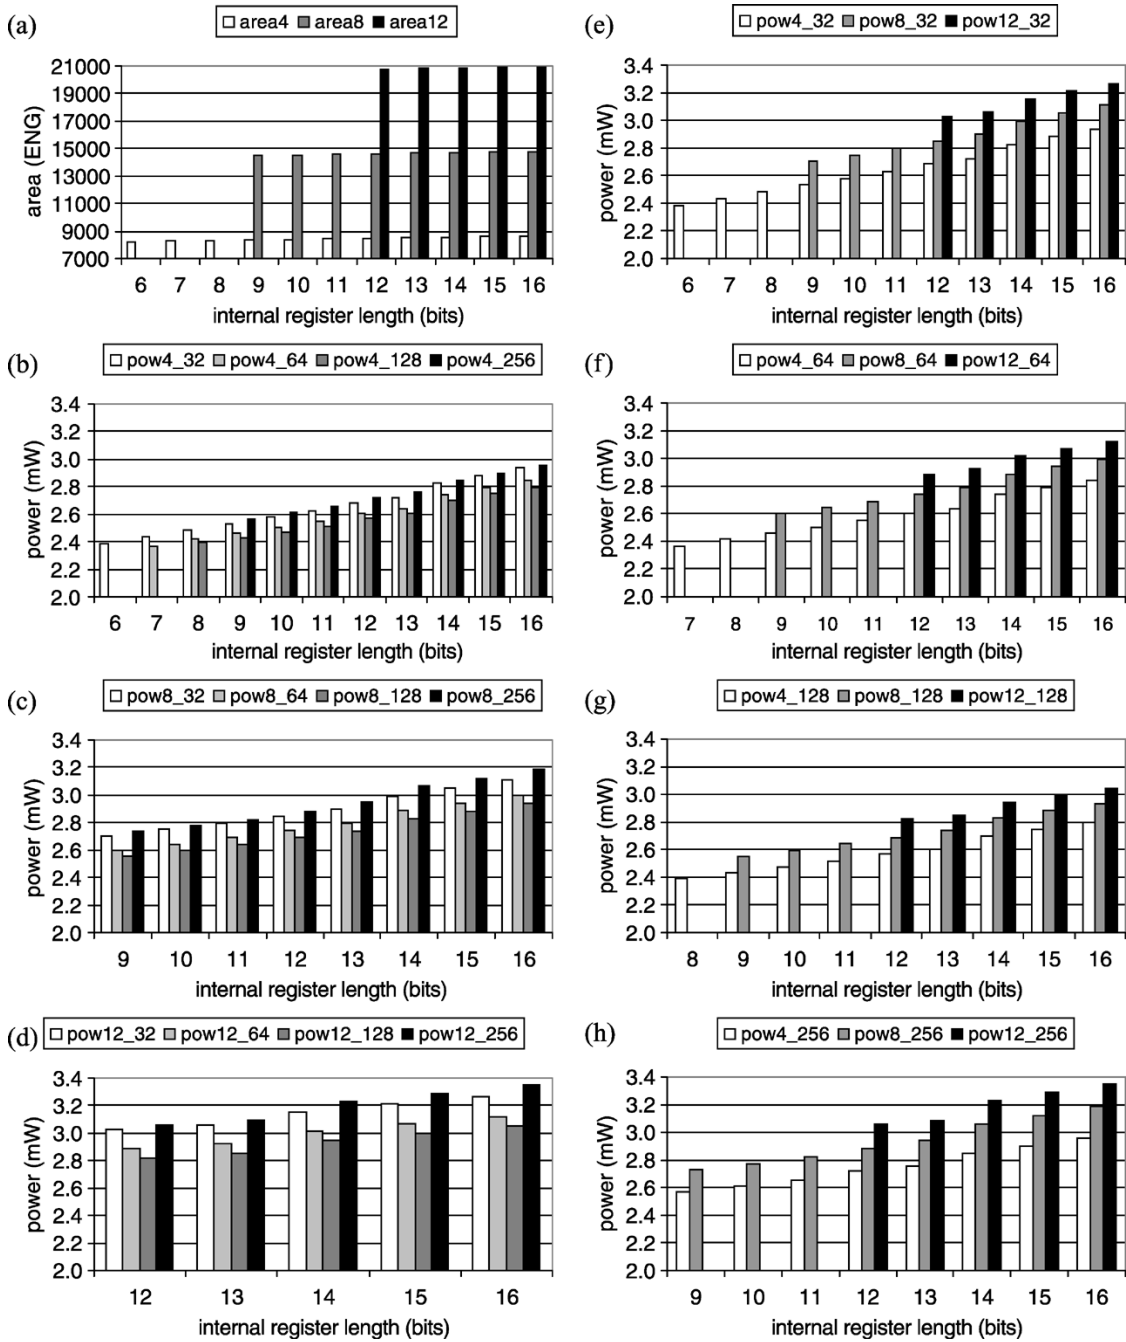 (a)
area4 area8 area12
21000
19000
17000
15000
13000
11000
9000
7000
area (ENG)
6 7 8 9 10 11 12 13 14 15 16
internal register length (bits)
(b)
pow4_32 pow4_64 pow4_128 pow4_256
3.4
3.2
3.0
2.8
2.6
2.4
2.2
2.0
power (mW)
6 7 8 9 10 11 12 13 14 15 16
internal register length (bits)
(c)
pow8_32 pow8_64 pow8_128 pow8_256
3.4
3.2
3.0
2.8
2.6
2.4
2.2
2.0
power (mW)
9 10 11 12 13 14 15 16
internal register length (bits)
(d)
pow12_32 pow12_64 pow12_128 pow12_256
3.4
3.2
3.0
2.8
2.6
2.4
2.2
2.0
power (mW)
12 13 14 15 16
internal register length (bits)
(e)
pow4_32 pow8_32 pow12_32
3.4
3.2
3.0
2.8
2.6
2.4
2.2
2.0
power (mW)
6 7 8 9 10 11 12 13 14 15 16
internal register length (bits)
(f)
pow4_64 pow8_64 pow12_64
3.4
3.2
3.0
2.8
2.6
2.4
2.2
2.0
power (mW)
7 8 9 10 11 12 13 14 15 16
internal register length (bits)
(g)
pow4_128 pow8_128 pow12_128
3.4
3.2
3.0
2.8
2.6
2.4
2.2
2.0
power (mW)
8 9 10 11 12 13 14 15 16
internal register length (bits)
(h)
pow4_256 pow8_256 pow12_256
3.4
3.2
3.0
2.8
2.6
2.4
2.2
2.0
power (mW)
9 10 11 12 13 14 15 16
internal register length (bits)